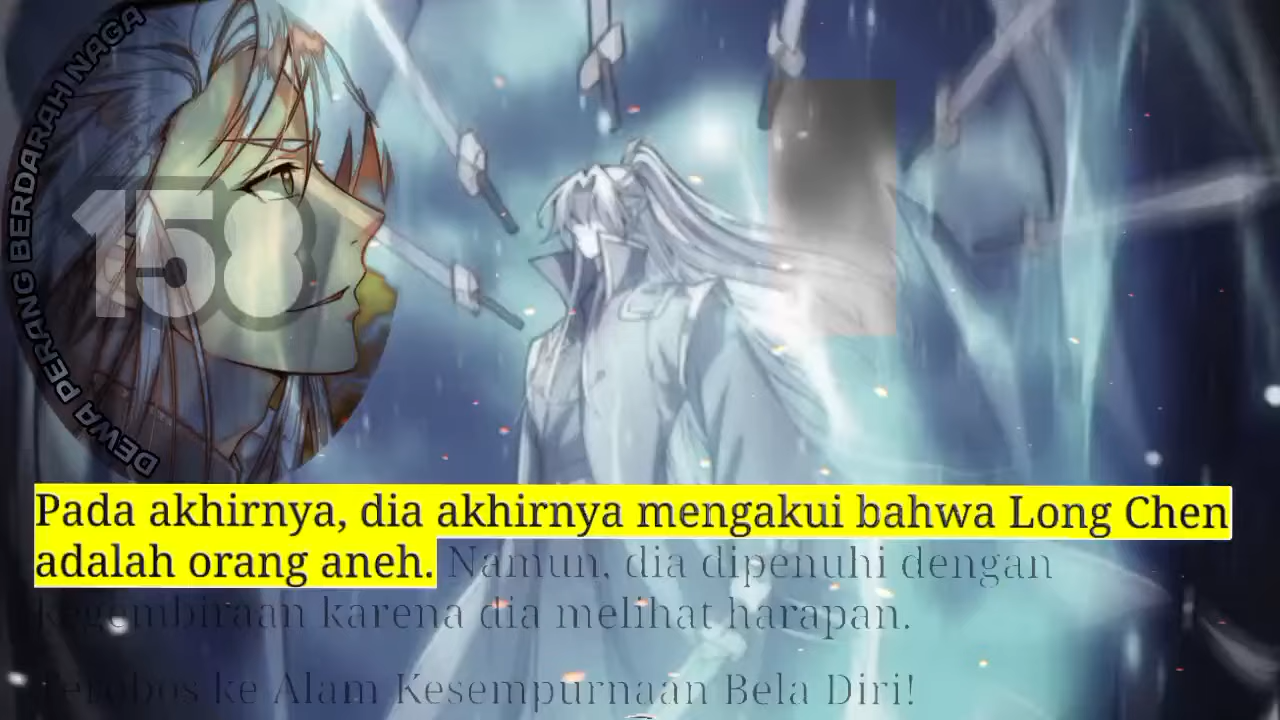 DEWA PERANG BERDARAH NAGA
158
Pada akhirnya, dia akhirnya mengakui bahwa Long Chen
adalah orang aneh. Namun, dia dipenuhi dengan
kegembiraan karena dia melihat harapan.
Terobos ke Alam Kesempurnaan Bela Diri!